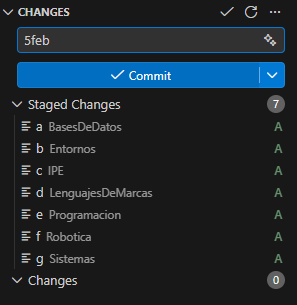 CHANGES
5feb
Commit
Staged Changes 7
a BasesDeDatos A
b Entornos A
c IPE A
d LenguajesDeMarcas A
e Programacion A
f Robotica A
g Sistemas A
Changes 0